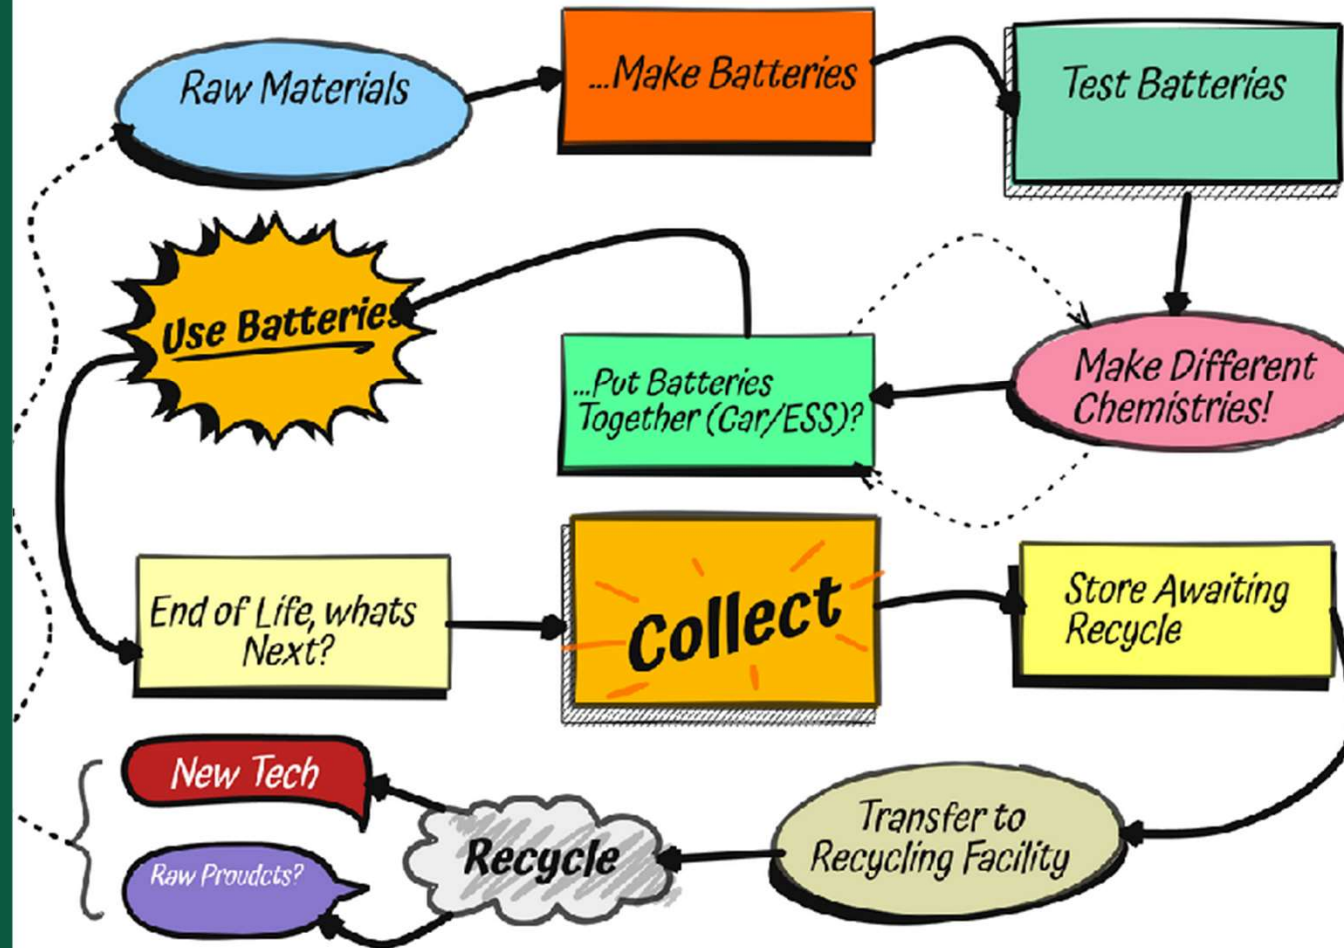 Raw Materials
...Make Batteries
Test Batteries
Make Different
Chemistries!
...Put Batteries
Together (Car/ESS)?
Use Batteries
End of Life, whats
Next?
Collect
Store Awaiting
Recycle
Transfer to
Recycling Facility
Recycle
New Tech
Raw Proudcts?